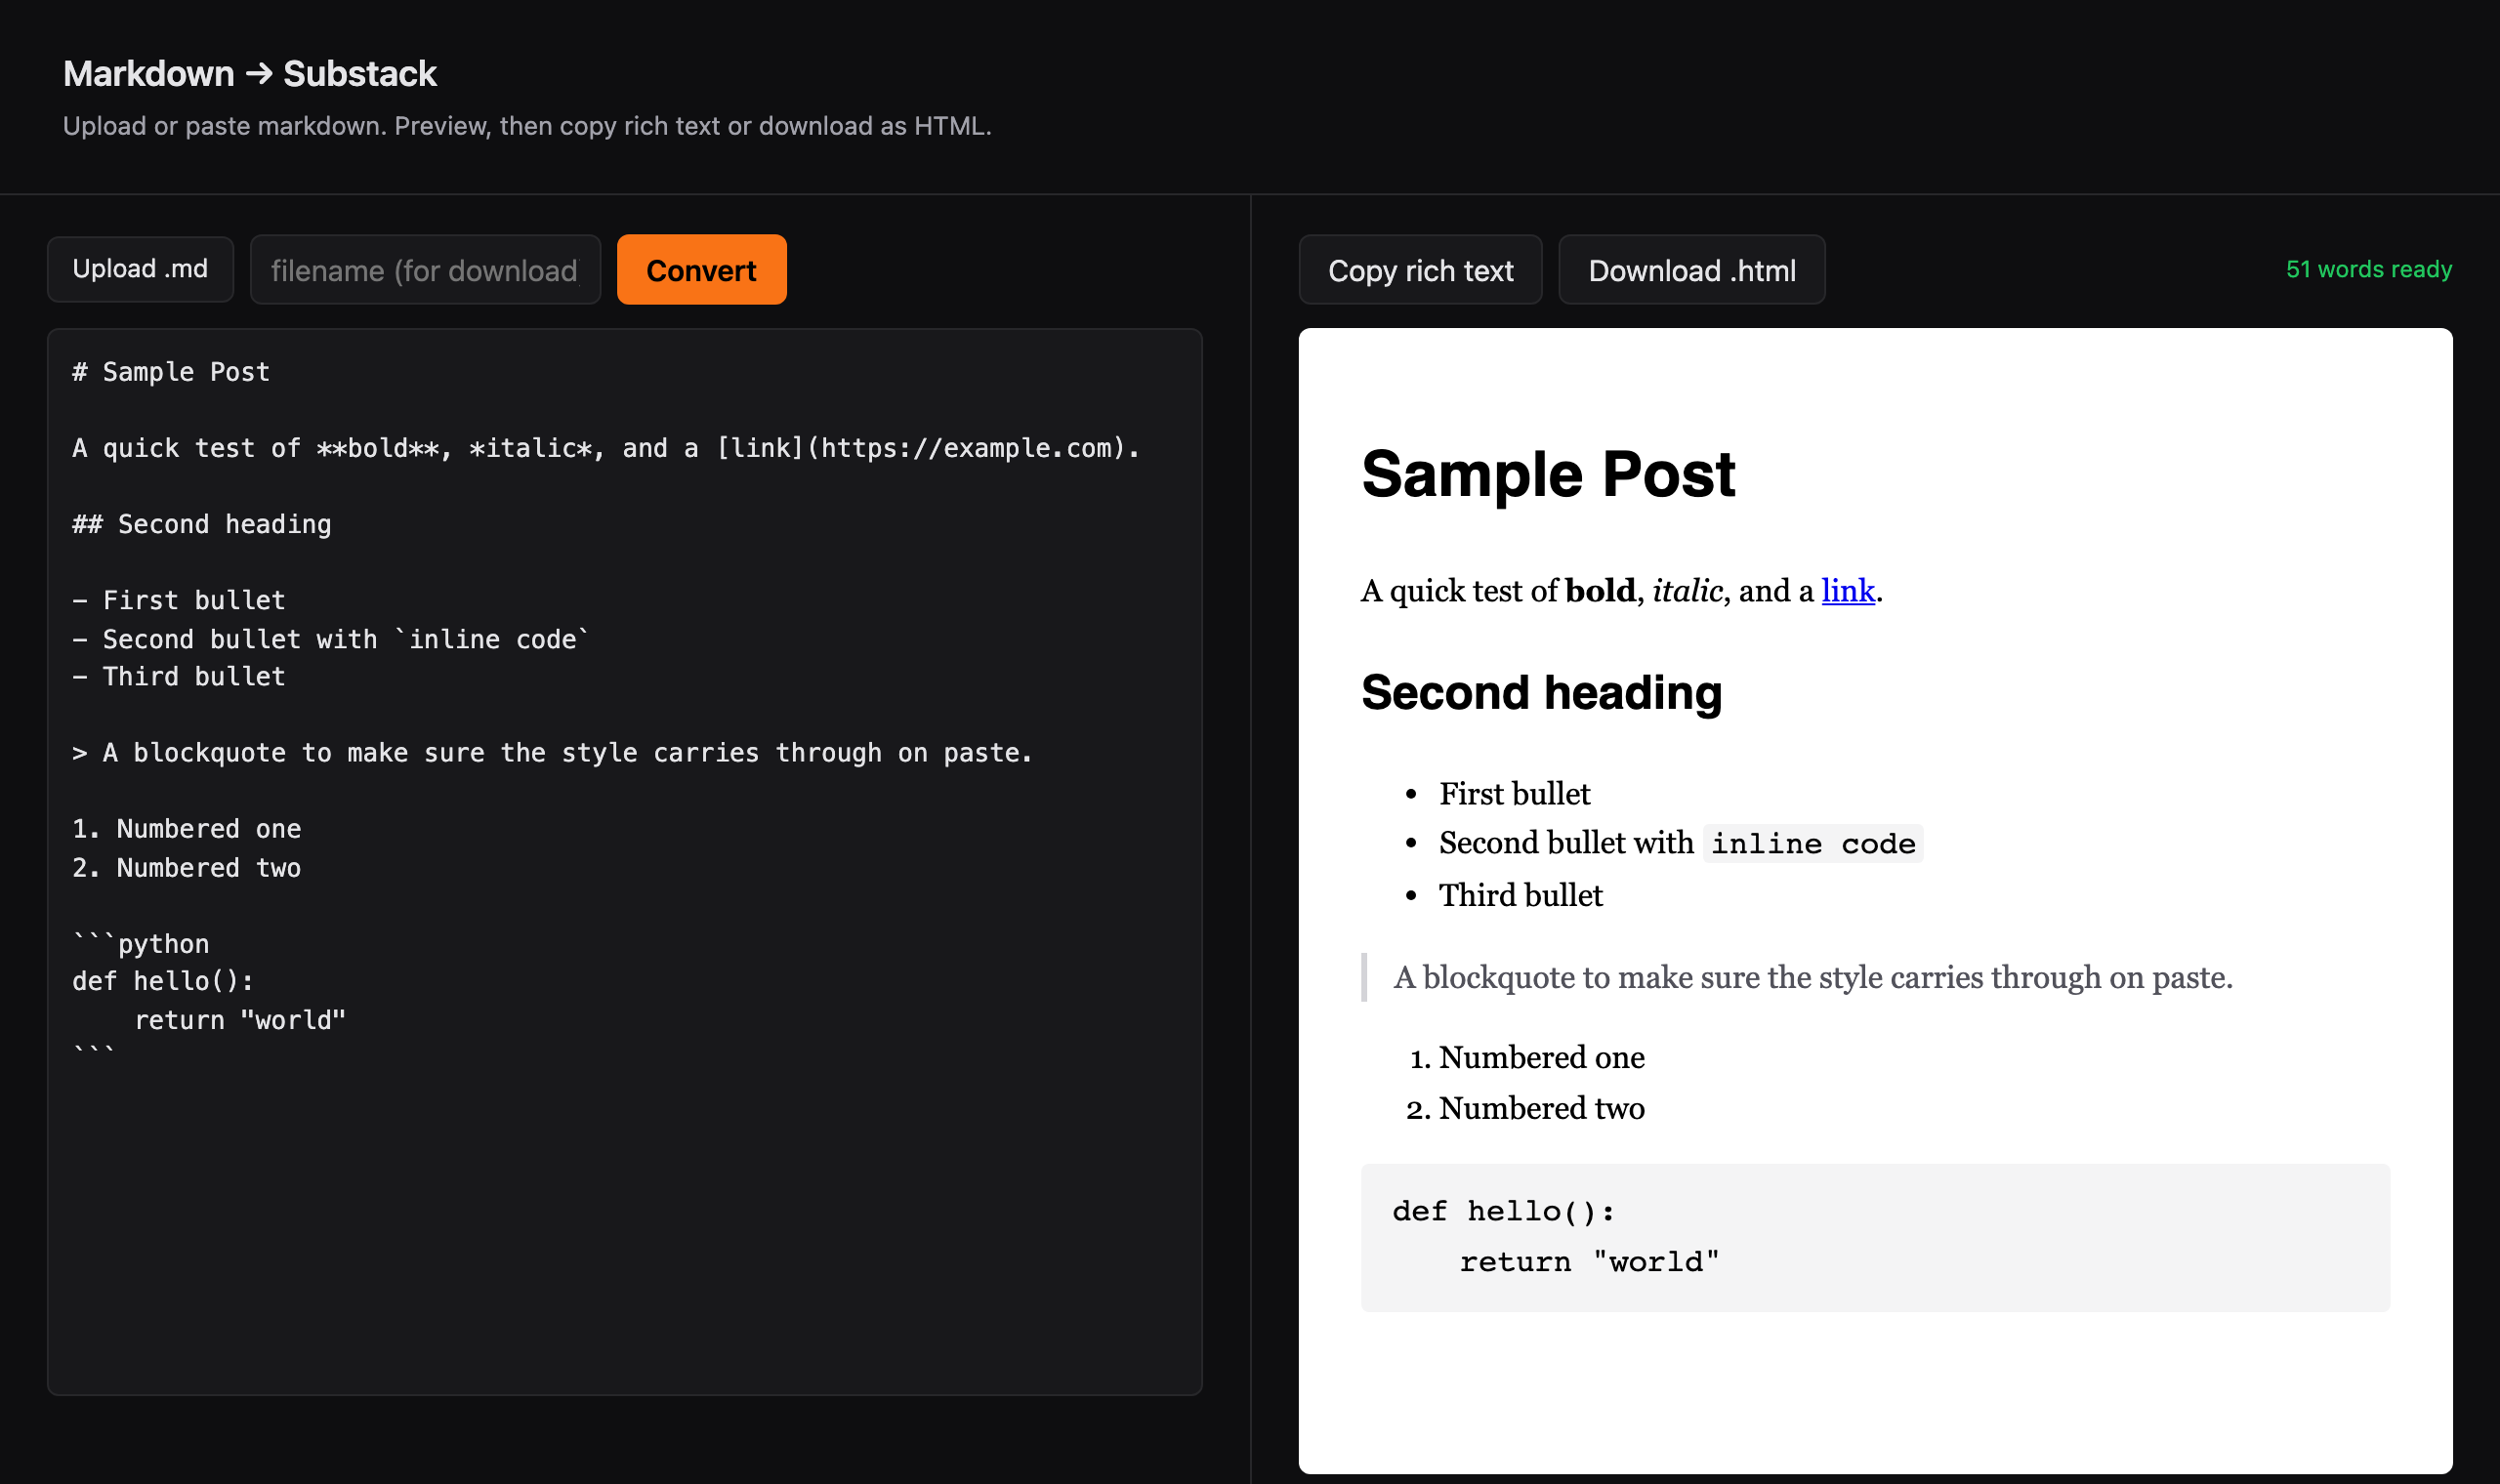 Markdown → Substack
Upload or paste markdown. Preview, then copy rich text or download as HTML.
Upload .md
filename (for download)
Convert
# Sample Post
A quick test of **bold**, *italic*, and a [link](https://example.com).
## Second heading
- First bullet
- Second bullet with `inline code`
- Third bullet
> A blockquote to make sure the style carries through on paste.
1. Numbered one
2. Numbered two
```python
def hello():
    return "world"
```
Copy rich text
Download .html
51 words ready
Sample Post
A quick test of bold, italic, and a link.
Second heading
• First bullet
• Second bullet with inline code
• Third bullet
A blockquote to make sure the style carries through on paste.
1. Numbered one
2. Numbered two
def hello():
    return "world"